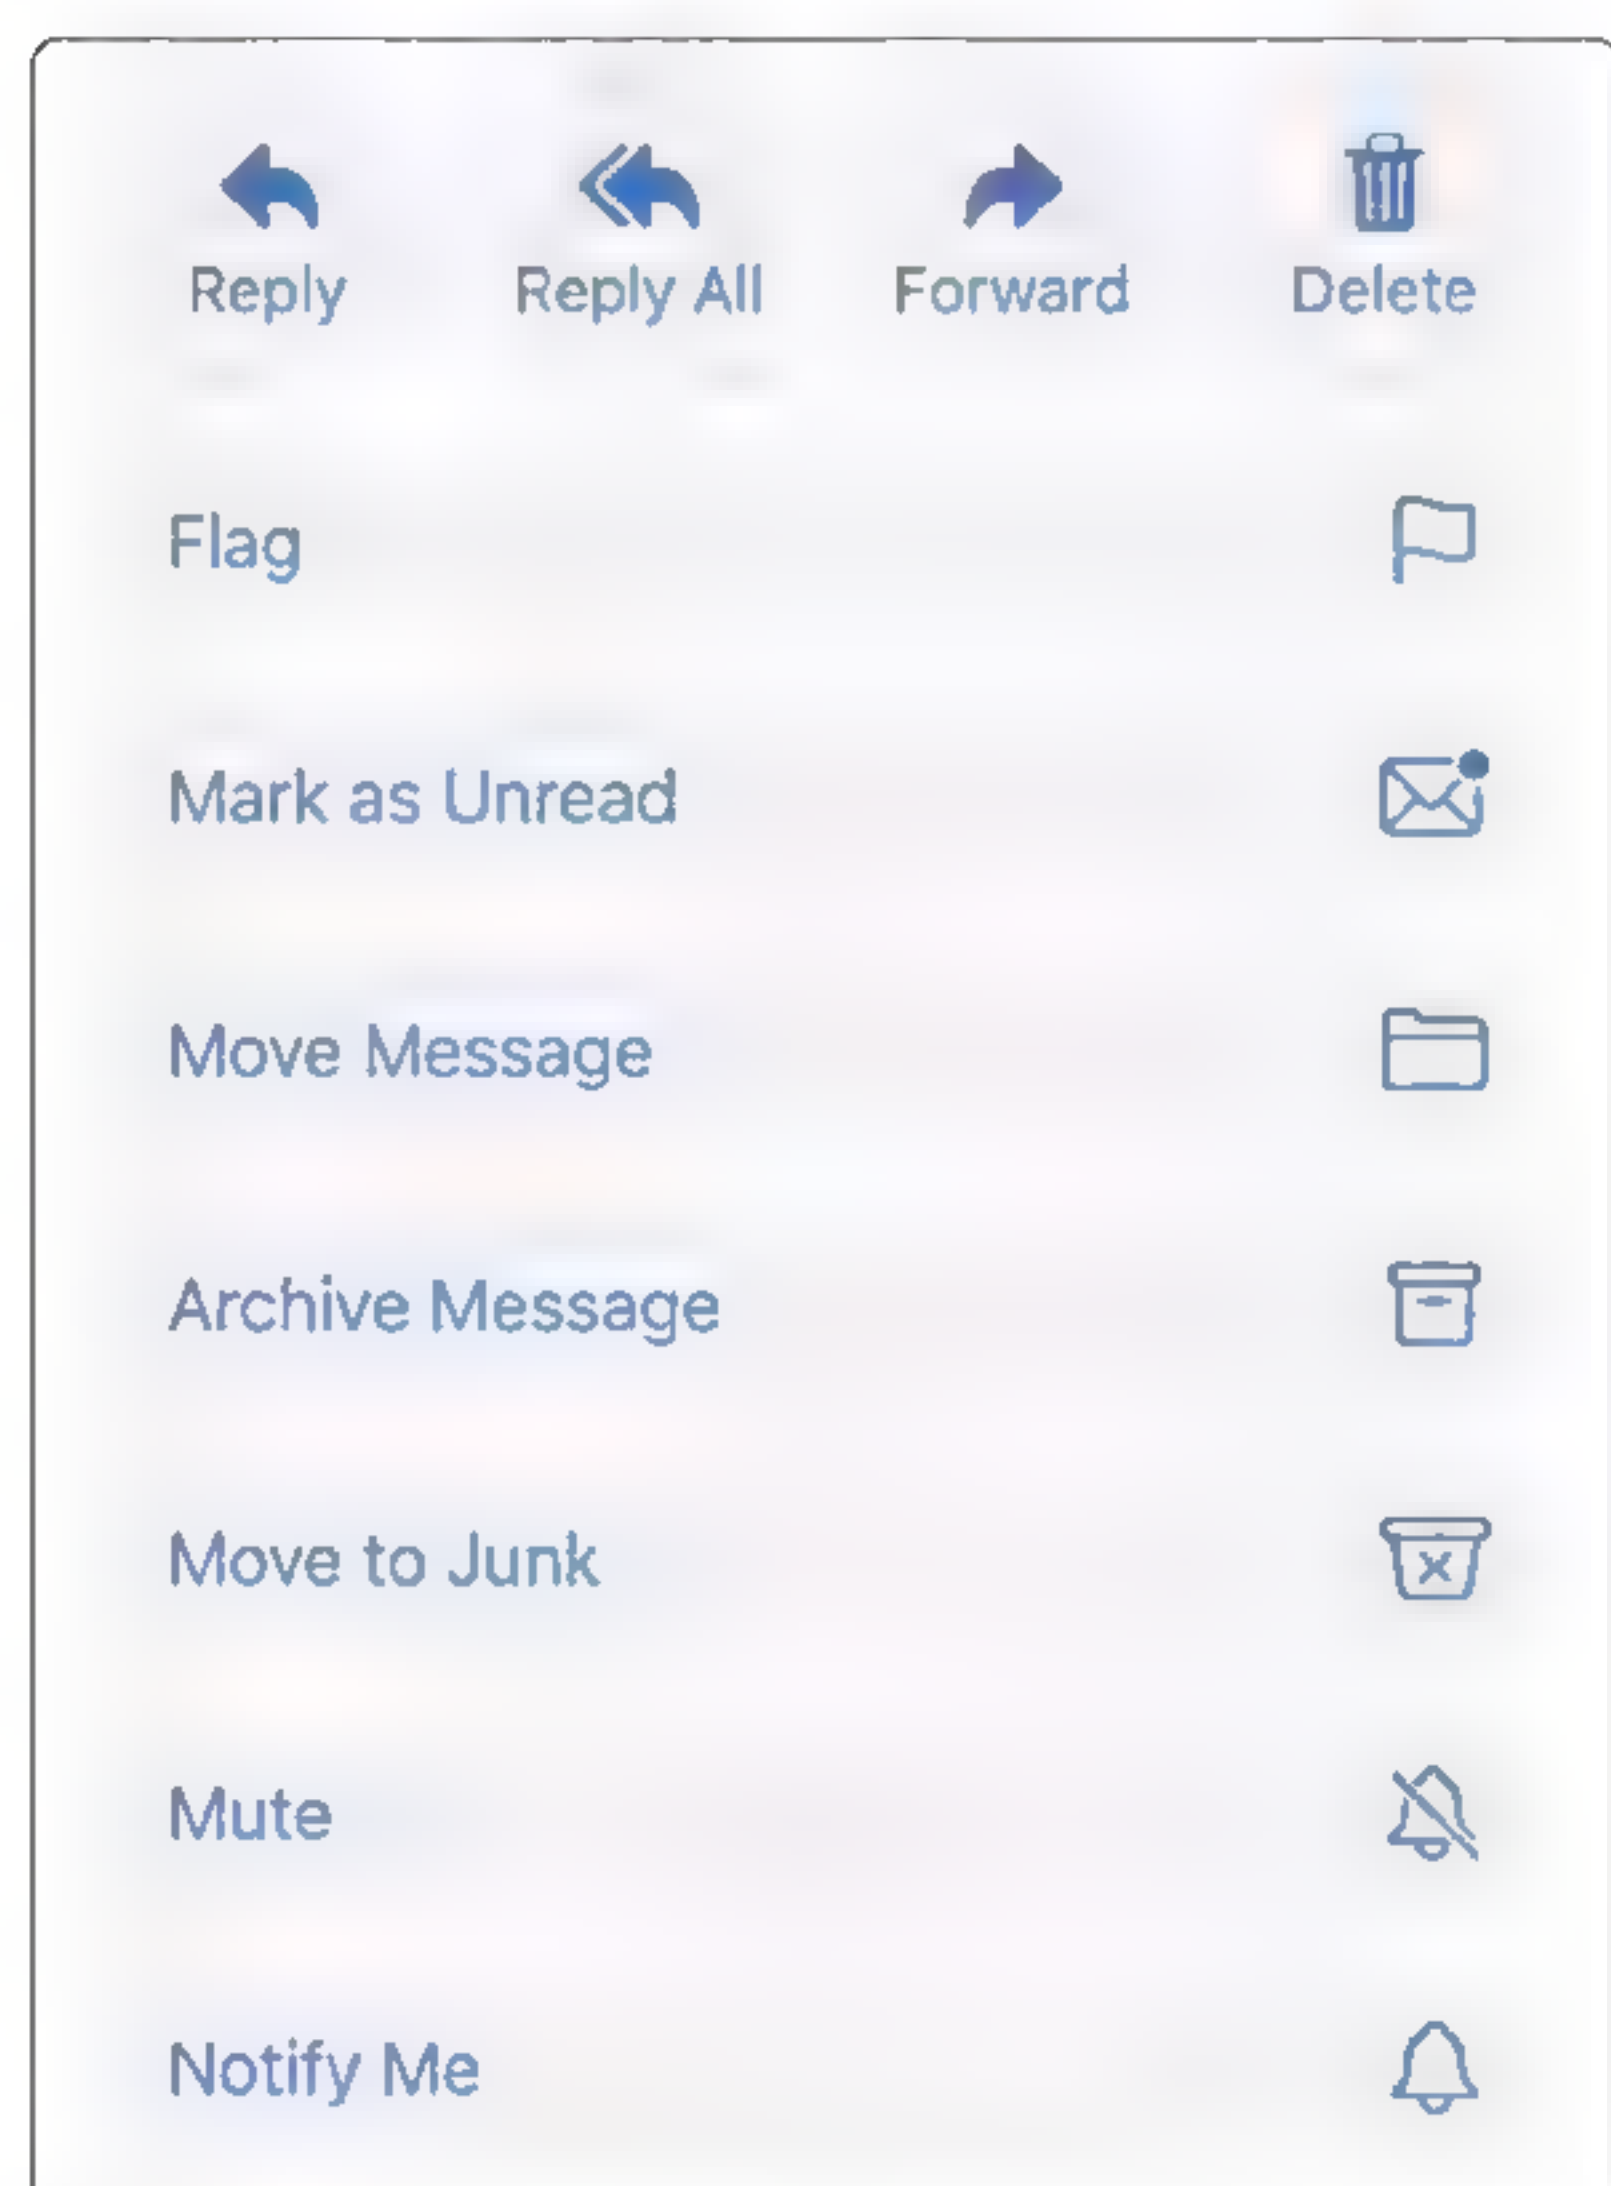 Reply Reply All Forward Delete
Flag
Mark as Unread
Move Message
Archive Message
Move to Junk
Mute
Notify Me